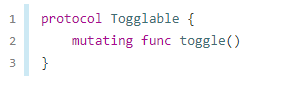 1 protocol Togglable {
2     mutating func toggle()
3 }